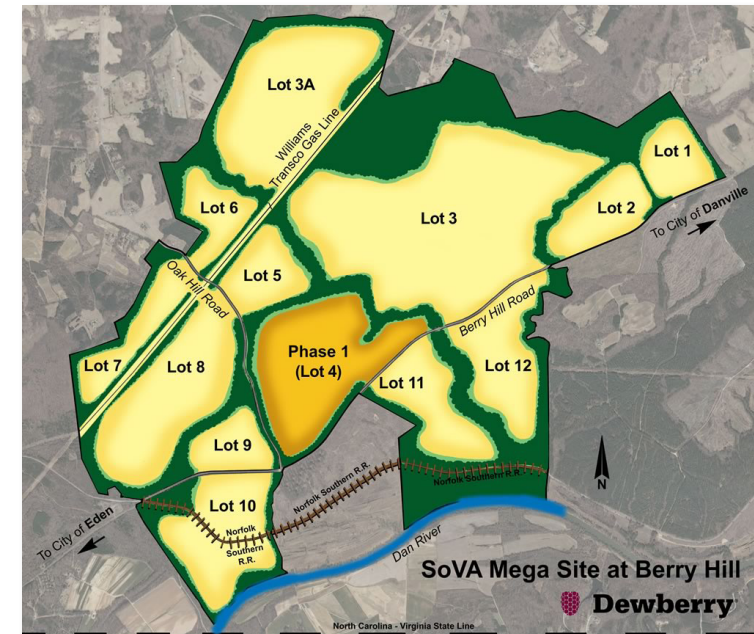 Lot 3A
Williams
Transco Gas Line
Lot 1
Lot 6
Lot 3
Lot 2
To City of Danville
Lot 5
Oak Hill Road
Berry Hill Road
Phase 1
(Lot 4)
Lot 7
Lot 8
Lot 11
Lot 12
Lot 9
Norfolk Southern R.R.
Norfolk Southern R.R.
N
Lot 10
Norfolk
Southern
R.R.
To City of Eden
Dan River
SoVA Mega Site at Berry Hill
Dewberry
North Carolina - Virginia State Line